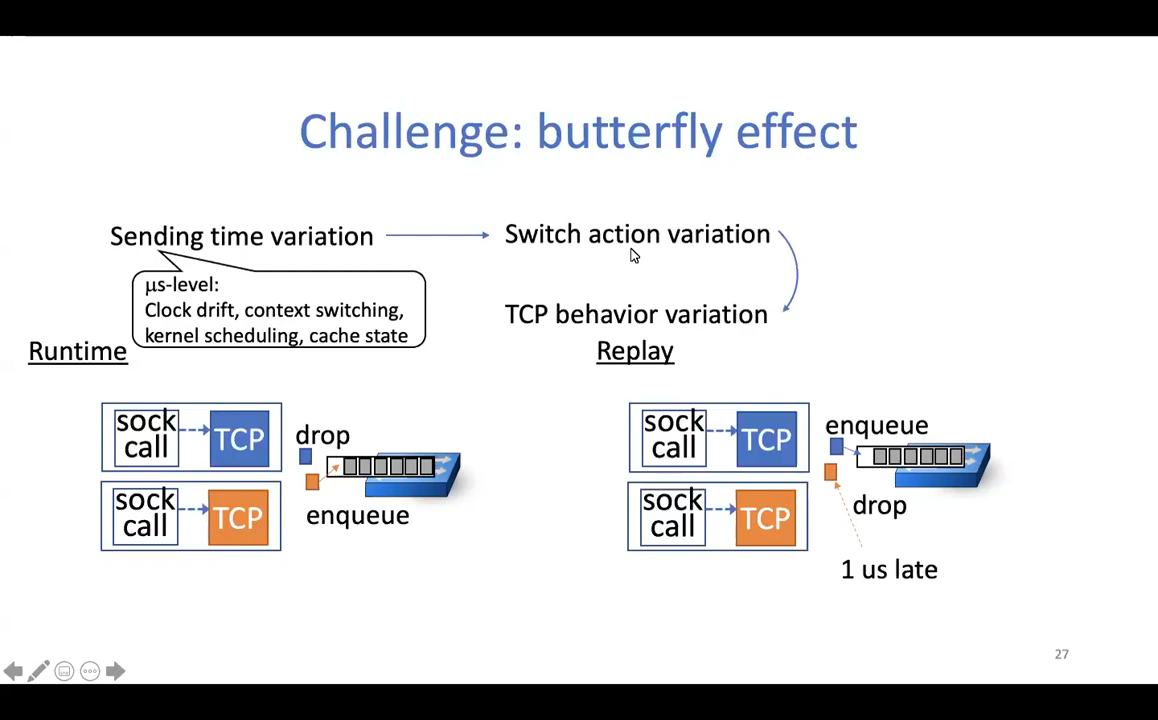 Challenge: butterfly effect
Sending time variation
Switch action variation
µs-level:
Clock drift, context switching,
kernel scheduling, cache state
TCP behavior variation
Runtime
Replay
sock
call
TCP
drop
enqueue
sock
call
TCP
sock
call
TCP
enqueue
drop
sock
call
TCP
1 us late
27